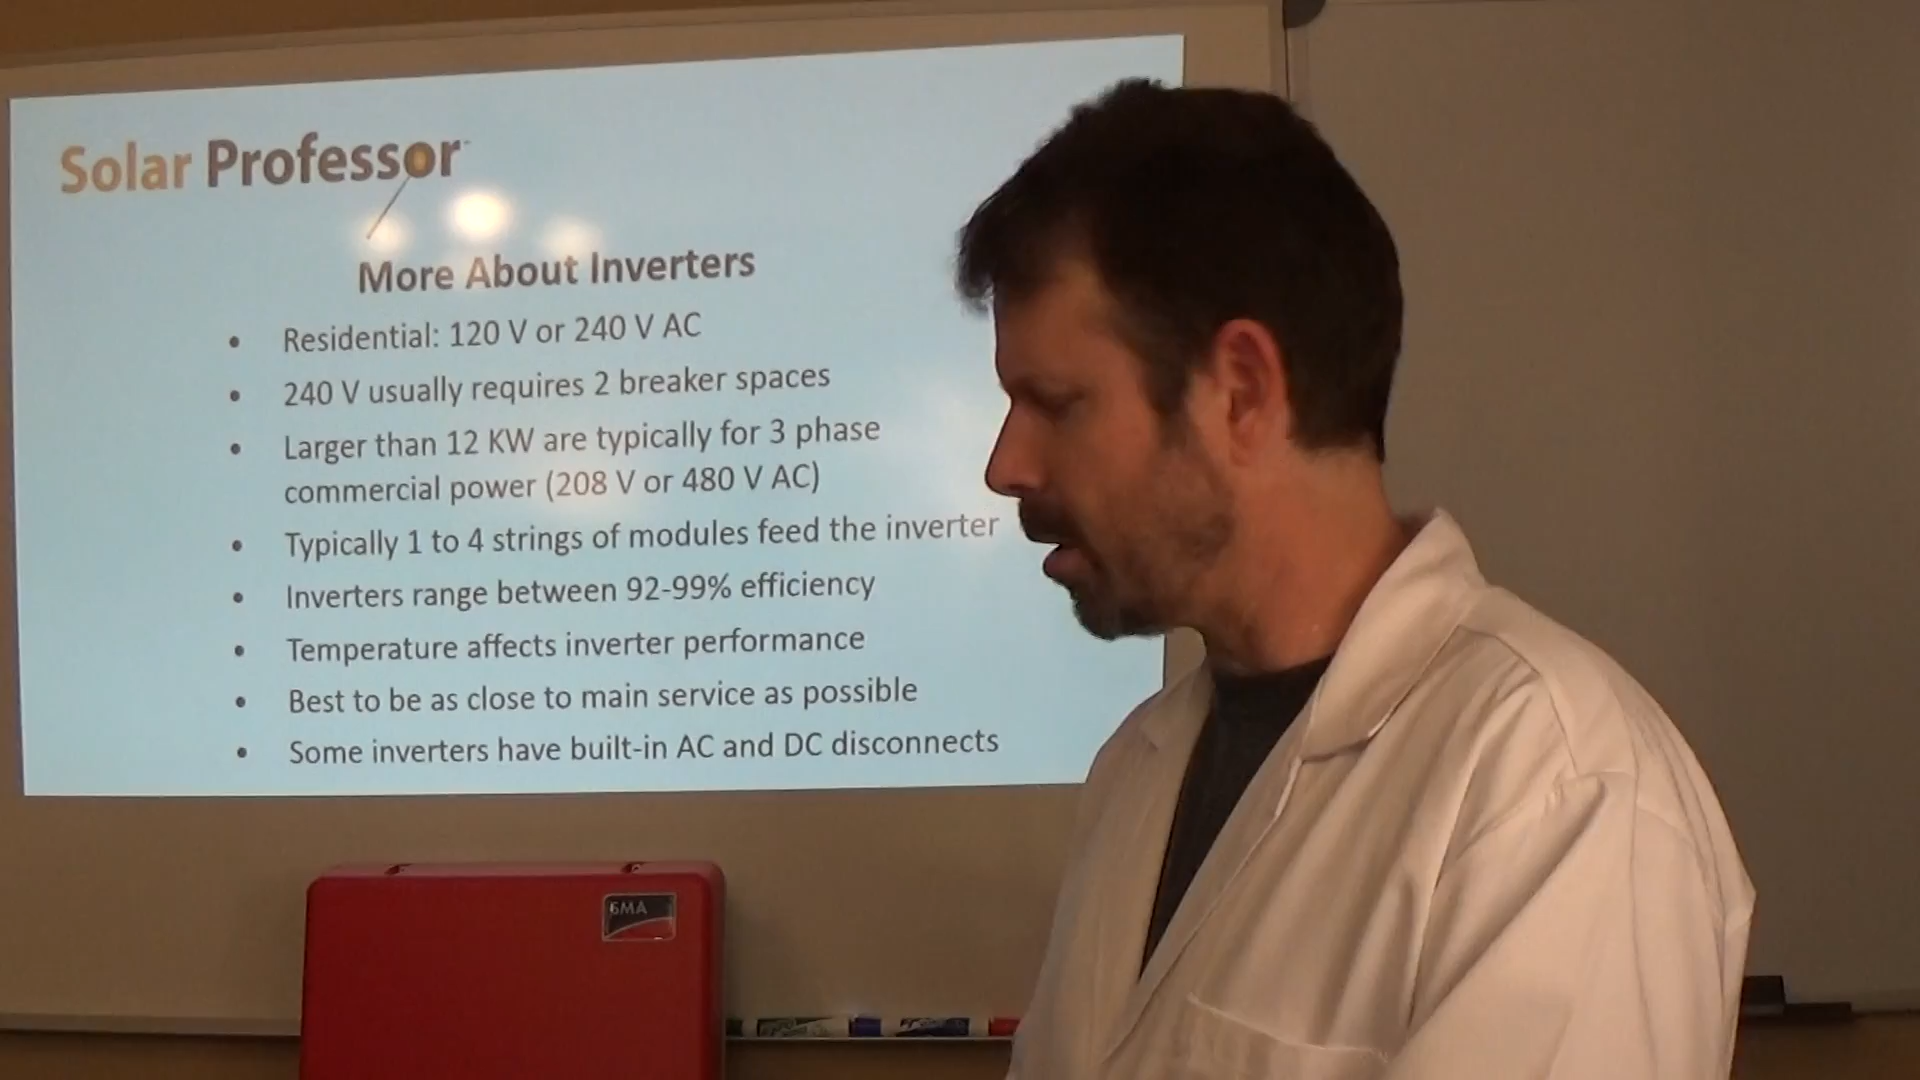 Solar Professor
More About Inverters
• Residential: 120 V or 240 V AC
• 240 V usually requires 2 breaker spaces
• Larger than 12 KW are typically for 3 phase
commercial power (208 V or 480 V AC)
• Typically 1 to 4 strings of modules feed the inverter
• Inverters range between 92-99% efficiency
• Temperature affects inverter performance
• Best to be as close to main service as possible
• Some inverters have built-in AC and DC disconnects
SMA